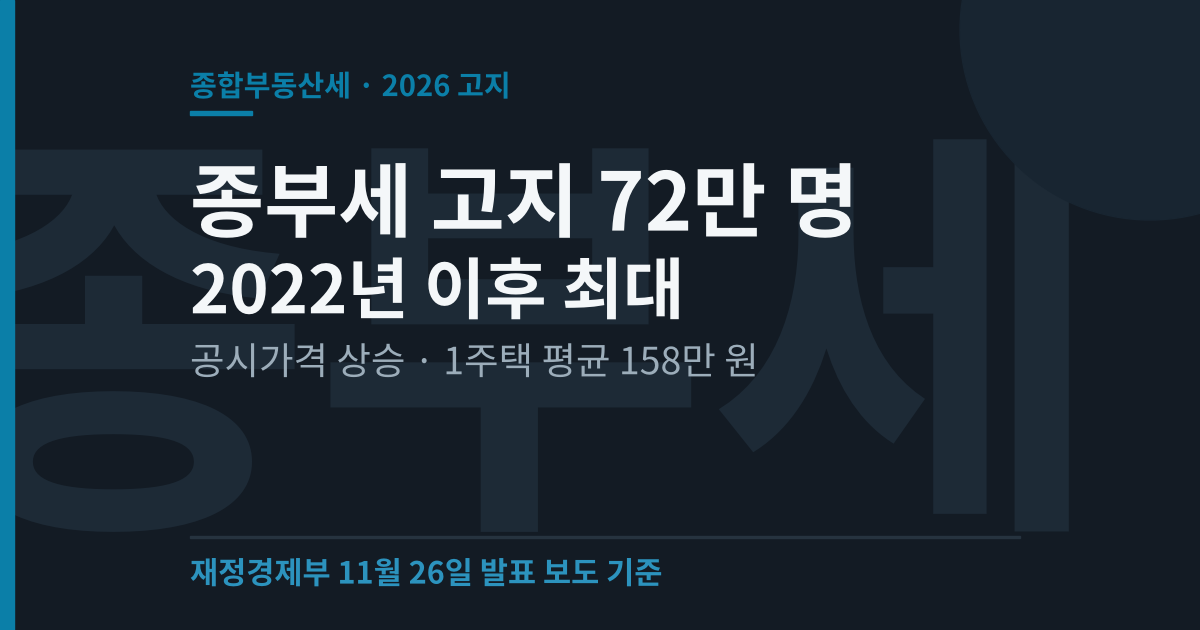 종합부동산세 · 2026 고지
종부세 고지 72만 명
2022년 이후 최대
공시가격 상승 · 1주택 평균 158만 원
재정경제부 11월 26일 발표 보도 기준
종부세